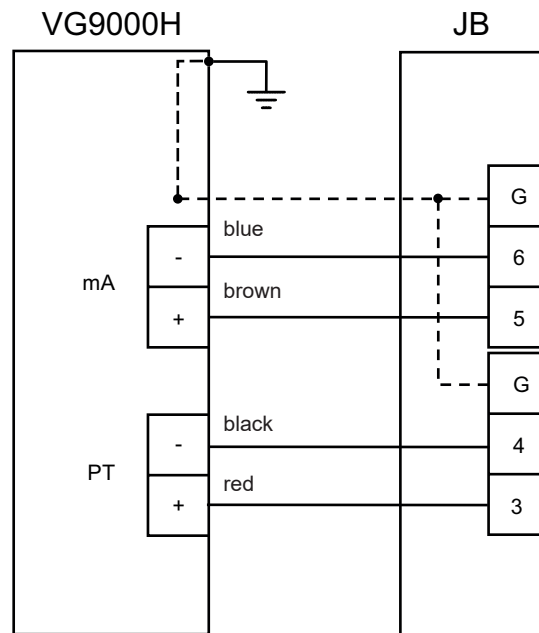 VG9000H JB
G
blue
- 6
mA
brown
+ 5
G
black
- 4
PT
red
+ 3